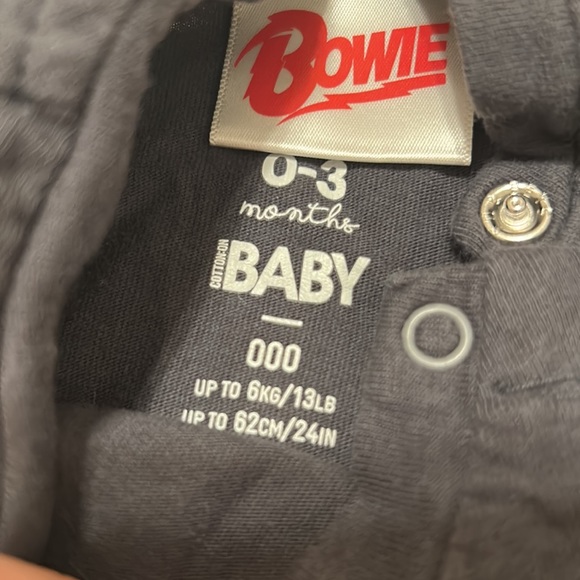 BOWIE
0-3
months
COTTON:ON
BABY
000
UP TO 6KG/13LB
UP TO 62CM/24IN